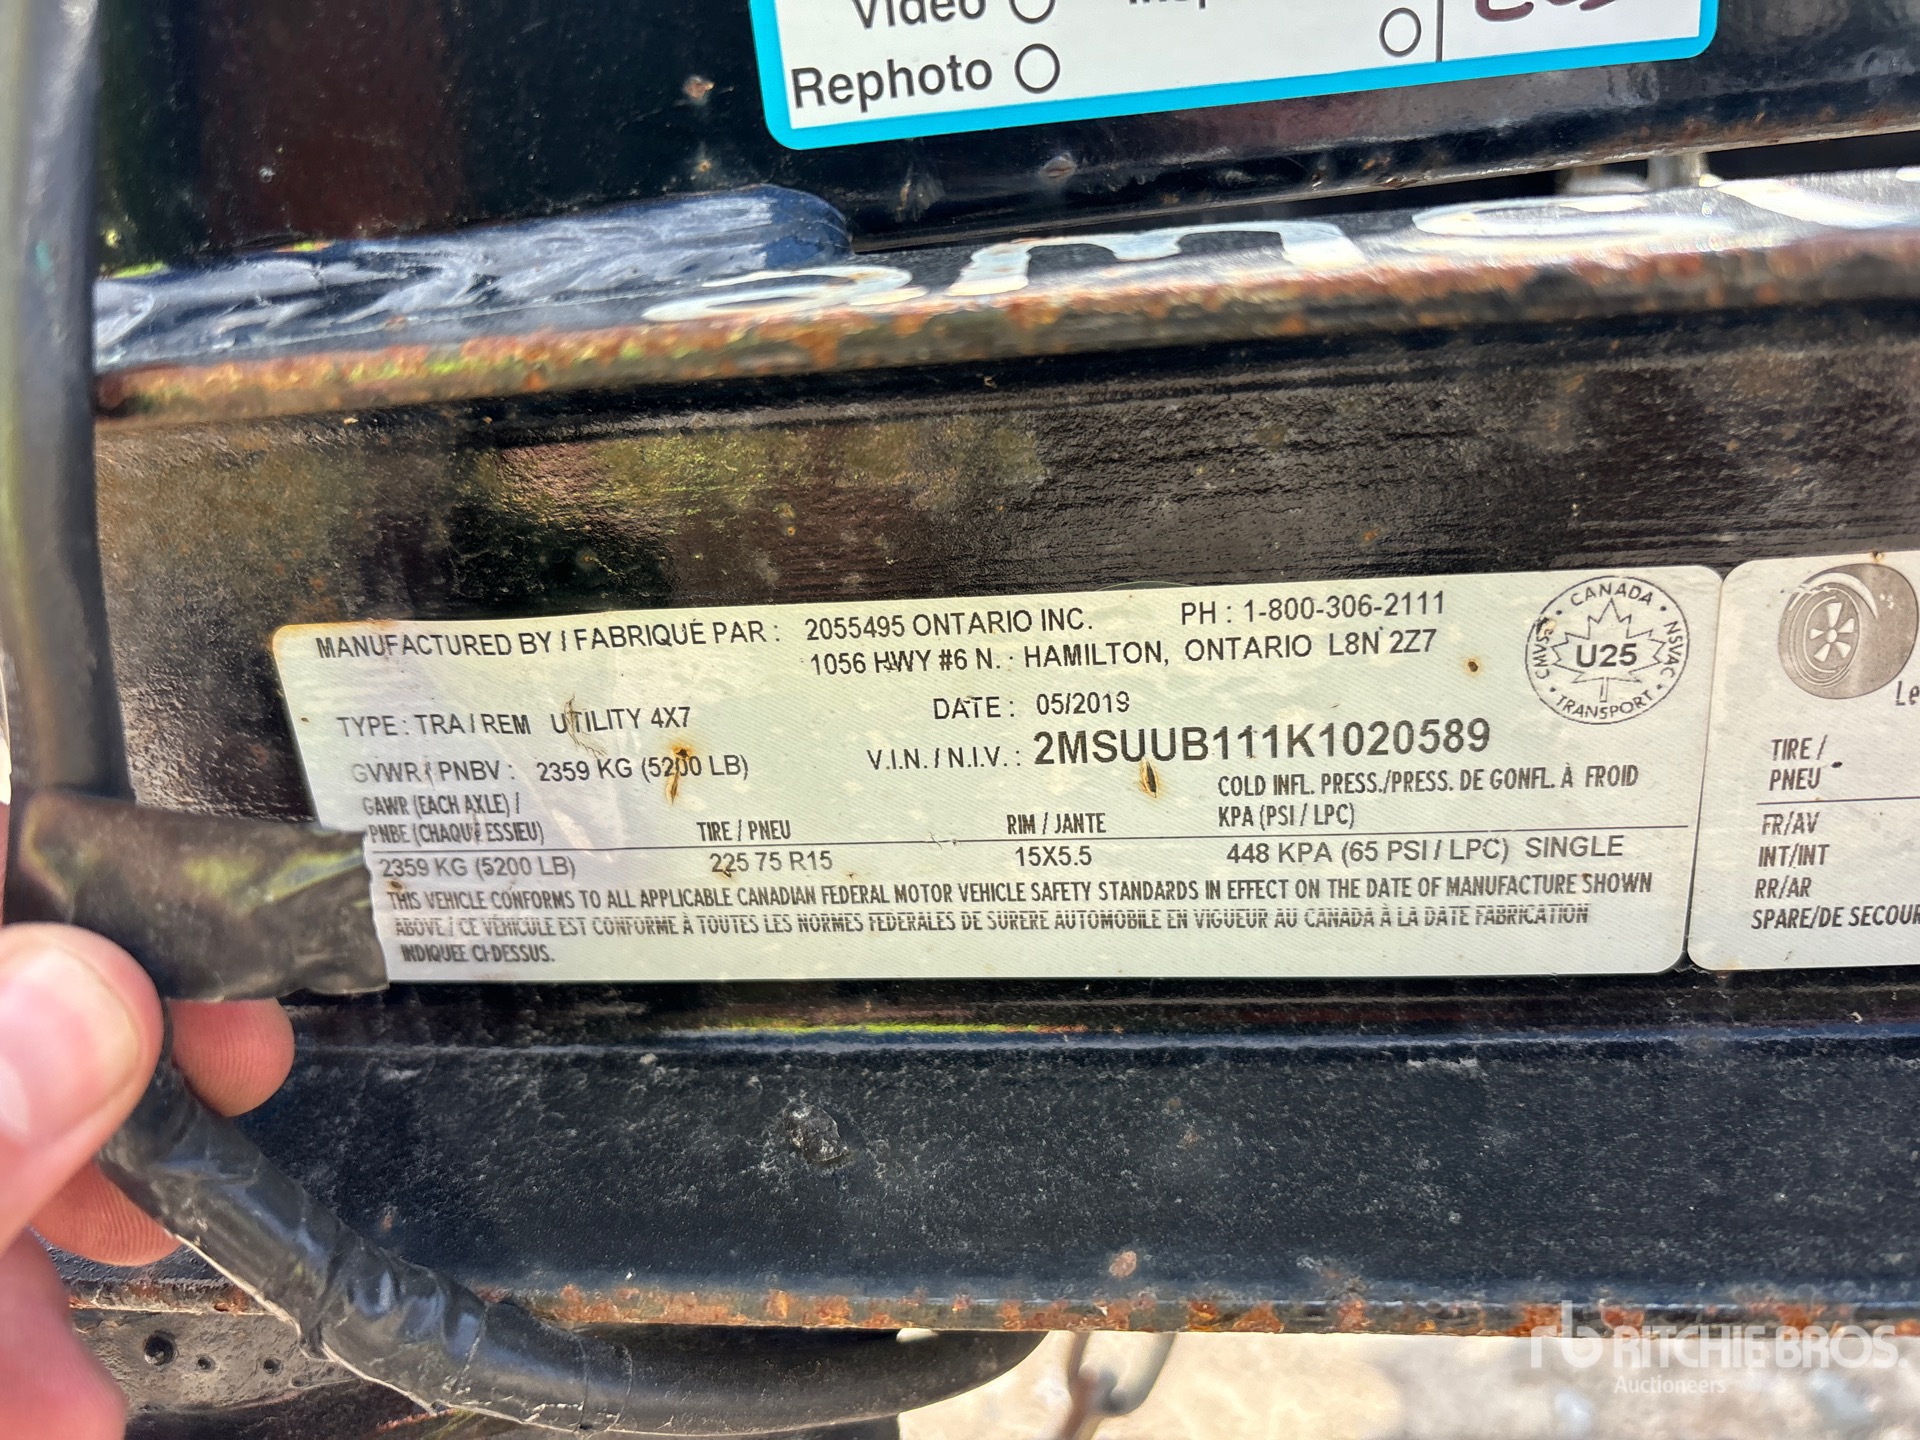 Video
Rephoto
MANUFACTURED BY / FABRIQUÉ PAR : 2055495 ONTARIO INC. PH : 1-800-306-2111
1056 HWY #6 N. · HAMILTON, ONTARIO L8N 2Z7
CANADA · NSVAC · TRANSPORT · CMVSS
U25
TYPE : TRA / REM UTILITY 4X7 DATE : 05/2019
GVWR / PNBV : 2359 KG (5200 LB) V.I.N. / N.I.V. : 2MSUUB111K1020589
GAWR (EACH AXLE) /
PNBE (CHAQUE ESSIEU) TIRE / PNEU RIM / JANTE COLD INFL. PRESS./PRESS. DE GONFL. À FROID
KPA (PSI / LPC)
2359 KG (5200 LB) 225 75 R15 15X5.5 448 KPA (65 PSI / LPC) SINGLE
THIS VEHICLE CONFORMS TO ALL APPLICABLE CANADIAN FEDERAL MOTOR VEHICLE SAFETY STANDARDS IN EFFECT ON THE DATE OF MANUFACTURE SHOWN
ABOVE / CE VÉHICULE EST CONFORME À TOUTES LES NORMES FEDERALES DE SURERE AUTOMOBILE EN VIGUEUR AU CANADA À LA DATE FABRICATION
INDIQUEE CI-DESSUS.
Le
TIRE /
PNEU
FR/AV
INT/INT
RR/AR
SPARE/DE SECOUR
rb RITCHIE BROS.
Auctioneers